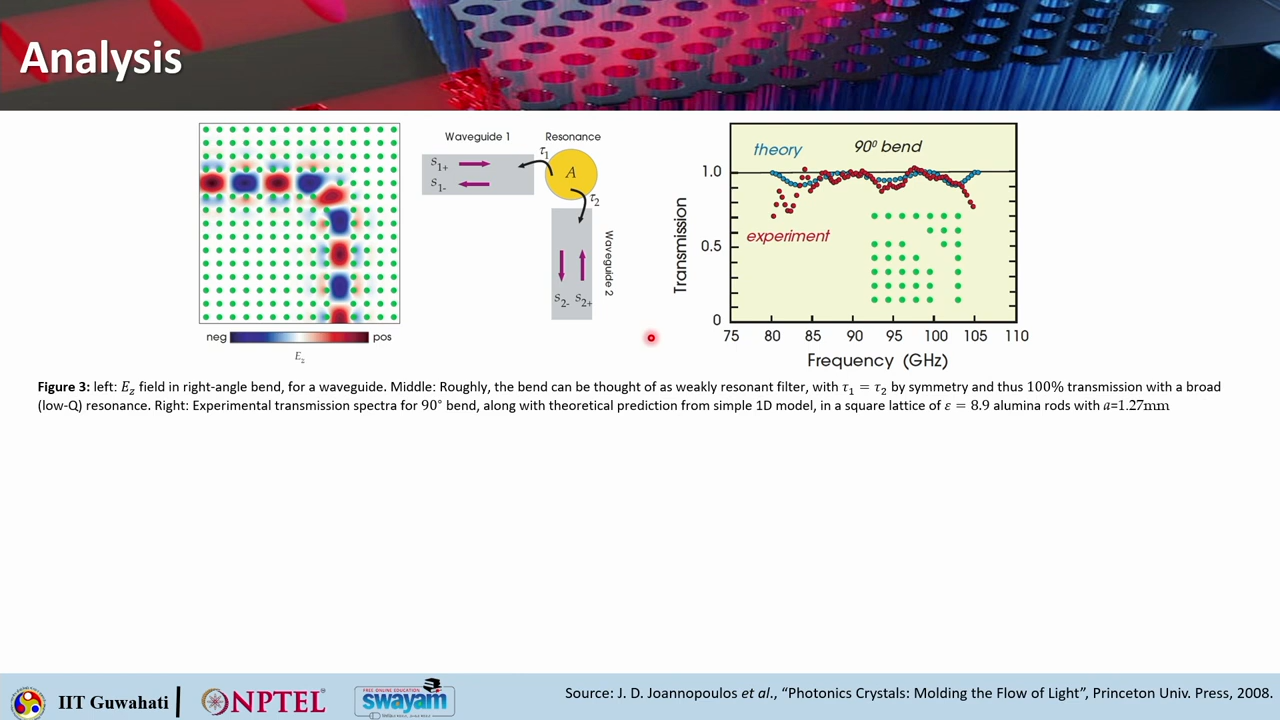 Analysis
neg
pos
E_z
Waveguide 1
Resonance
S1+
S1-
τ1
A
τ2
Waveguide 2
S2-
S2+
theory
90⁰ bend
experiment
Transmission
1.0
0.5
0
75 80 85 90 95 100 105 110
Frequency (GHz)
Figure 3: left: E_z field in right-angle bend, for a waveguide. Middle: Roughly, the bend can be thought of as weakly resonant filter, with τ1 = τ2 by symmetry and thus 100% transmission with a broad
(low-Q) resonance. Right: Experimental transmission spectra for 90° bend, along with theoretical prediction from simple 1D model, in a square lattice of ε = 8.9 alumina rods with a=1.27mm
IIT Guwahati
NPTEL
FREE ONLINE EDUCATION
swayam
Source: J. D. Joannopoulos et al., “Photonics Crystals: Molding the Flow of Light”, Princeton Univ. Press, 2008.